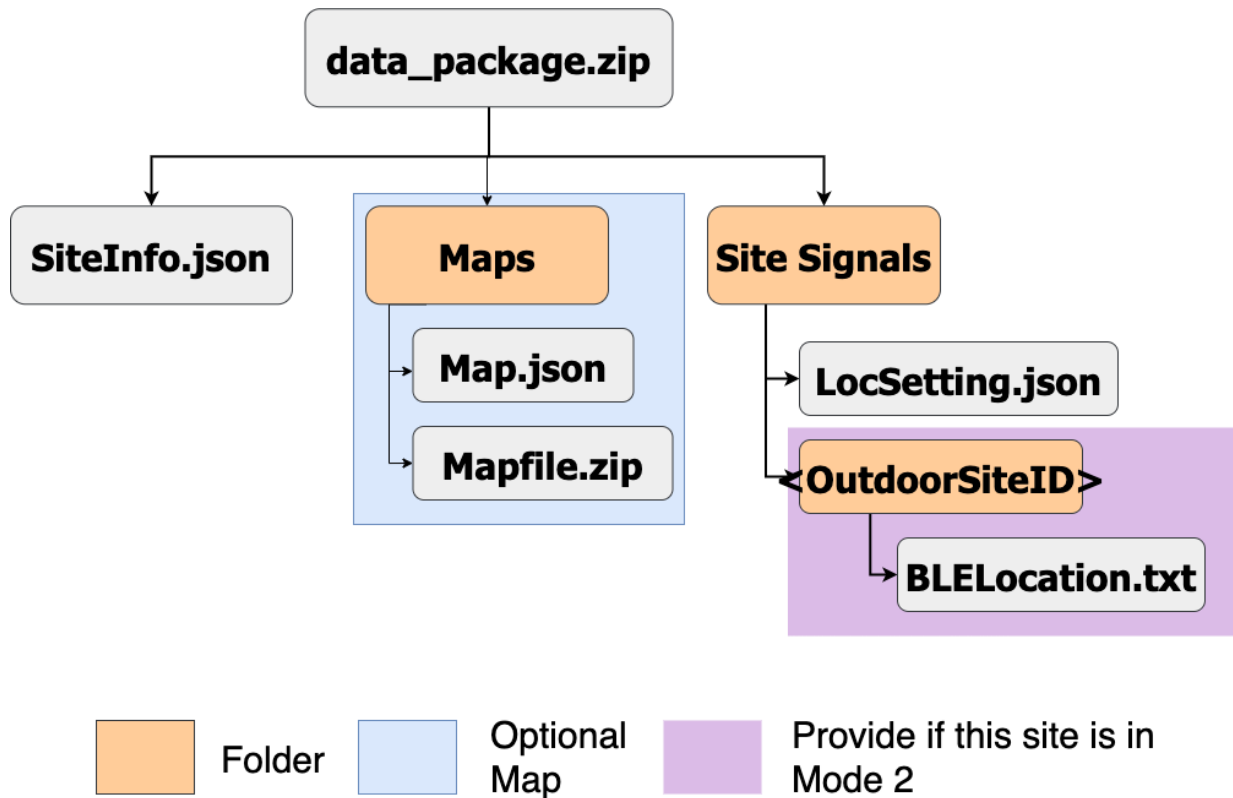 data_package.zip
SiteInfo.json
Maps
Site Signals
Map.json
LocSetting.json
Mapfile.zip
<OutdoorSiteID>
BLELocation.txt
Folder
Optional
Map
Provide if this site is in
Mode 2